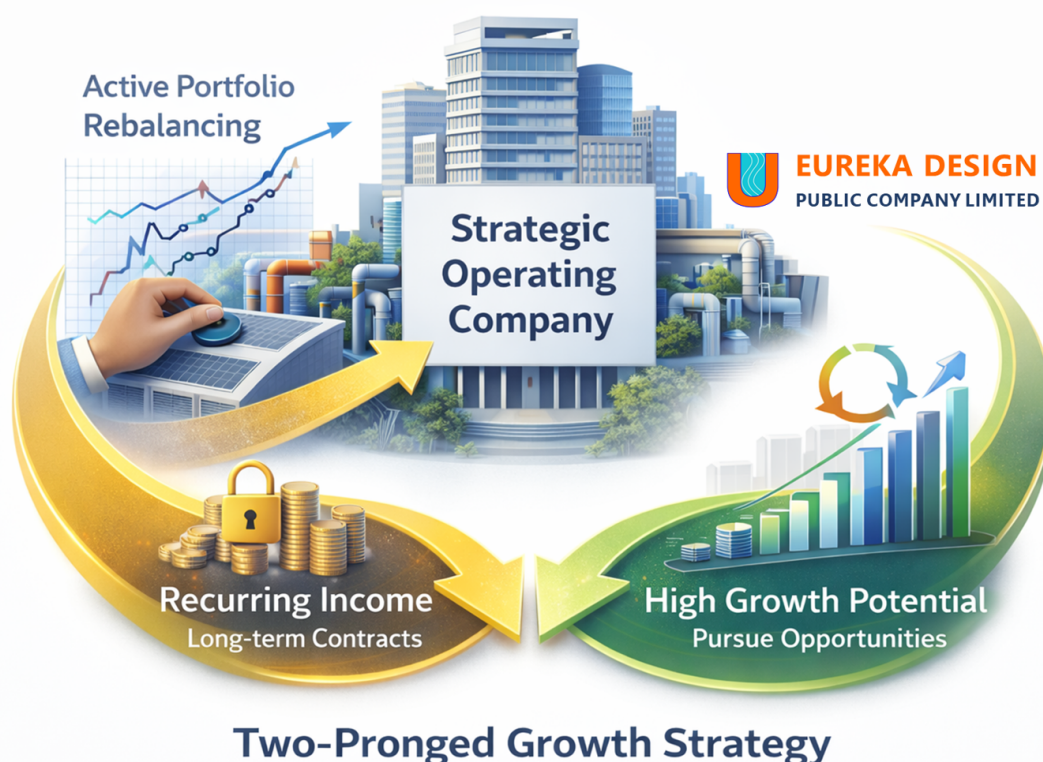 Active Portfolio
Rebalancing
EUREKA DESIGN
PUBLIC COMPANY LIMITED
Strategic
Operating
Company
Recurring Income
Long-term Contracts
High Growth Potential
Pursue Opportunities
Two-Pronged Growth Strategy